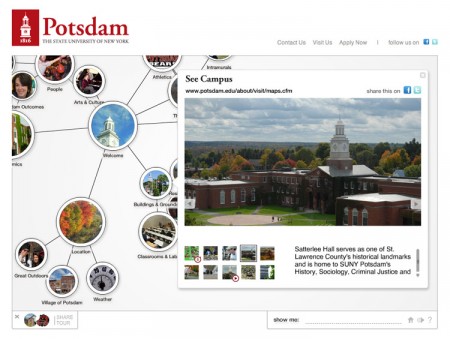 Potsdam
1816
THE STATE UNIVERSITY OF NEW YORK
Contact Us Visit Us Apply Now | follow us on
Intramurals
Athletics
People
Outcomes
Arts & Culture
Welcome
Buildings & Grounds
Classrooms &
Location
Great Outdoors
Weather
Village of Potsdam
See Campus
www.potsdam.edu/about/visit/maps.cfm
share this on
Satterlee Hall serves as one of St.
Lawrence County's historical landmarks
and is home to SUNY Potsdam's
History, Sociology, Criminal Justice and
SHARE
TOUR
show me: